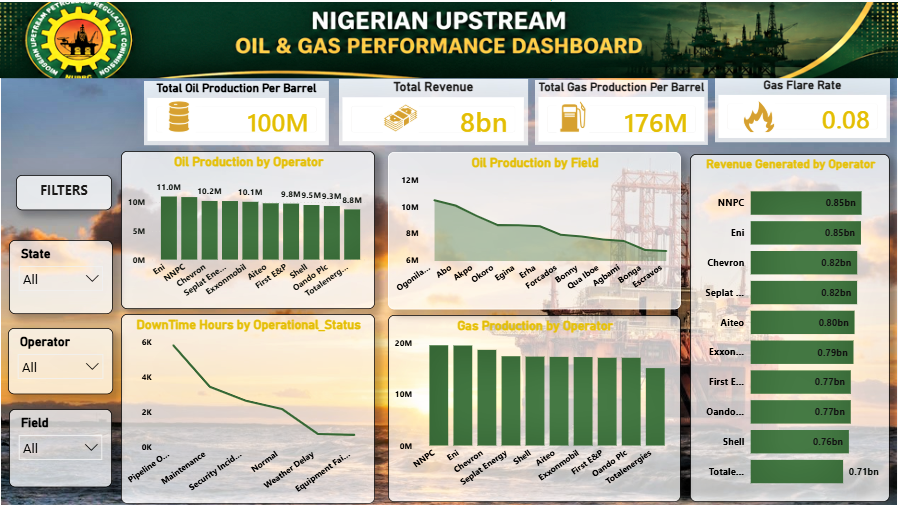 NIGERIAN UPSTREAM PETROLEUM REGULATORY COMMISSION
NUPRC
NIGERIAN UPSTREAM
OIL & GAS PERFORMANCE DASHBOARD
Total Oil Production Per Barrel
100M
Total Revenue
8bn
Total Gas Production Per Barrel
176M
Gas Flare Rate
0.08
FILTERS
State
All
Operator
All
Field
All
Oil Production by Operator
10M
5M
0M
11.0M
10.2M
10.1M
9.8M
9.5M
9.3M
8.8M
Eni
NNPC
Chevron
Seplat Ene...
Exxonmobil
Aiteo
First E&P
Shell
Oando Plc
Totalenerg...
Oil Production by Field
12M
10M
8M
6M
Ogonila...
Abo
Akpo
Okoro
Egina
Erha
Forcados
Bonny
Qua Iboe
Agbami
Bonga
Escravos
DownTime Hours by Operational_Status
6K
4K
2K
0K
Pipeline O...
Maintenance
Security Incid...
Normal
Weather Delay
Equipment Fai...
Gas Production by Operator
20M
10M
0M
NNPC
Eni
Chevron
Seplat Energy
Shell
Aiteo
Exxonmobil
First E&P
Oando Plc
Totalenergies
Revenue Generated by Operator
NNPC 0.85bn
Eni 0.85bn
Chevron 0.82bn
Seplat ... 0.82bn
Aiteo 0.80bn
Exxon... 0.79bn
First E... 0.77bn
Oando... 0.77bn
Shell 0.76bn
Totale... 0.71bn